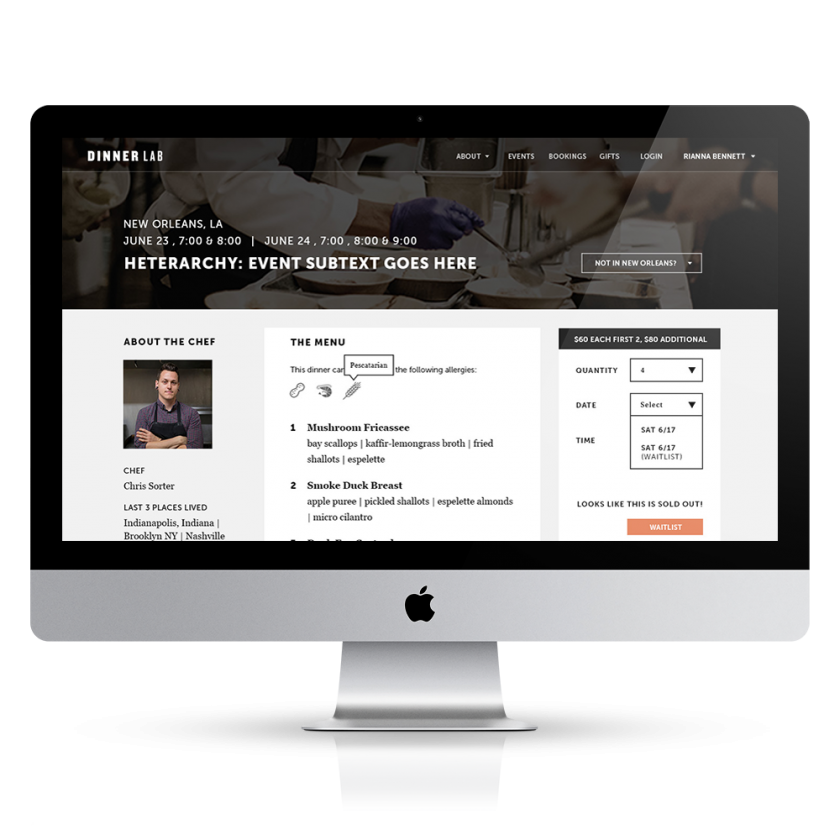 DINNER LAB
ABOUT EVENTS BOOKINGS GIFTS LOGIN RIANNA BENNETT
NEW ORLEANS, LA
JUNE 23 , 7:00 & 8:00 | JUNE 24 , 7:00 , 8:00 & 9:00
HETERARCHY: EVENT SUBTEXT GOES HERE
NOT IN NEW ORLEANS?
ABOUT THE CHEF
CHEF
Chris Sorter
LAST 3 PLACES LIVED
Indianapolis, Indiana |
Brooklyn NY | Nashville
THE MENU
Pescatarian
This dinner can the following allergies:
1 Mushroom Fricassee
bay scallops | kaffir-lemongrass broth | fried
shallots | espelette
2 Smoke Duck Breast
apple puree | pickled shallots | espelette almonds
| micro cilantro
$60 EACH FIRST 2, $80 ADDITIONAL
QUANTITY 4
DATE Select
SAT 6/17
TIME
SAT 6/17
(WAITLIST)
LOOKS LIKE THIS IS SOLD OUT!
WAITLIST